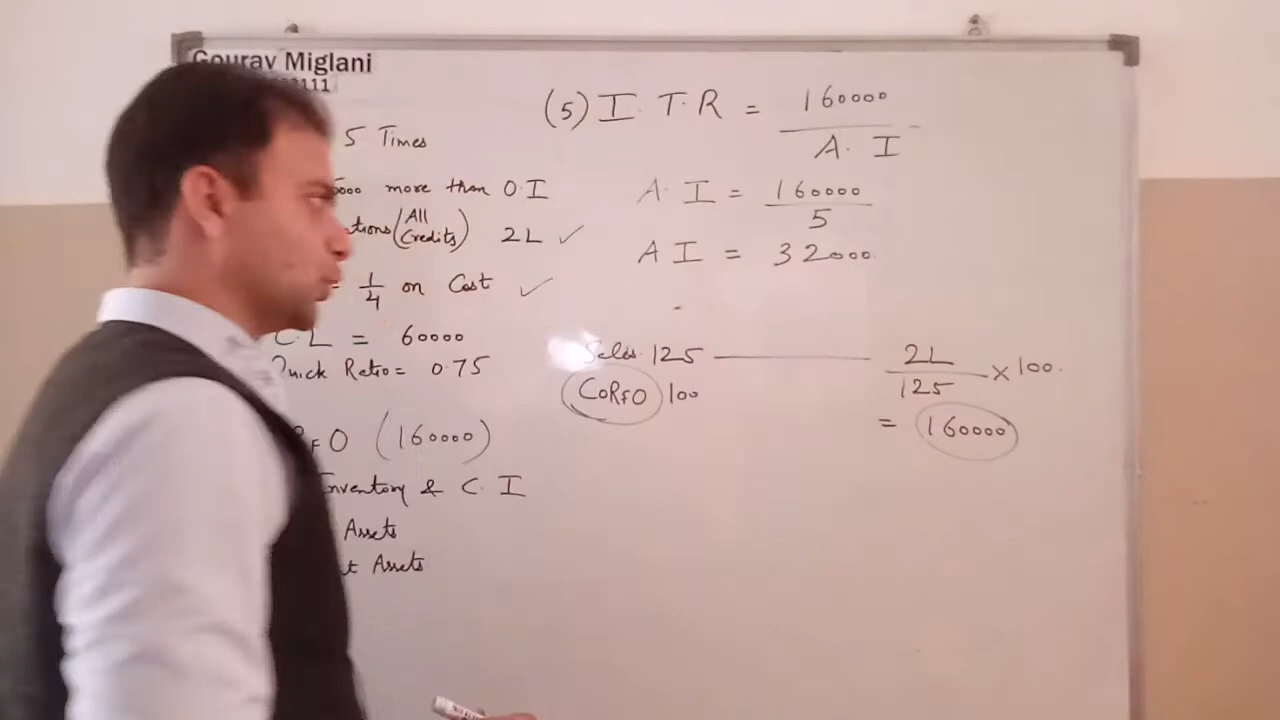 Gourav Miglani
111
5 Times
000 more than O.I
tions (All Credits) 2L ✓
= 1/4 on Cost ✓
C.L = 60000
Quick Ratio = 0.75
RFO (160000)
Inventory & C.I
Assets
t Assets
(5) I.T.R = 160000 / A.I
A.I = 160000 / 5
A I = 32000
Sales 125 ——— 2L / 125 × 100
CoRFO 100
= 160000